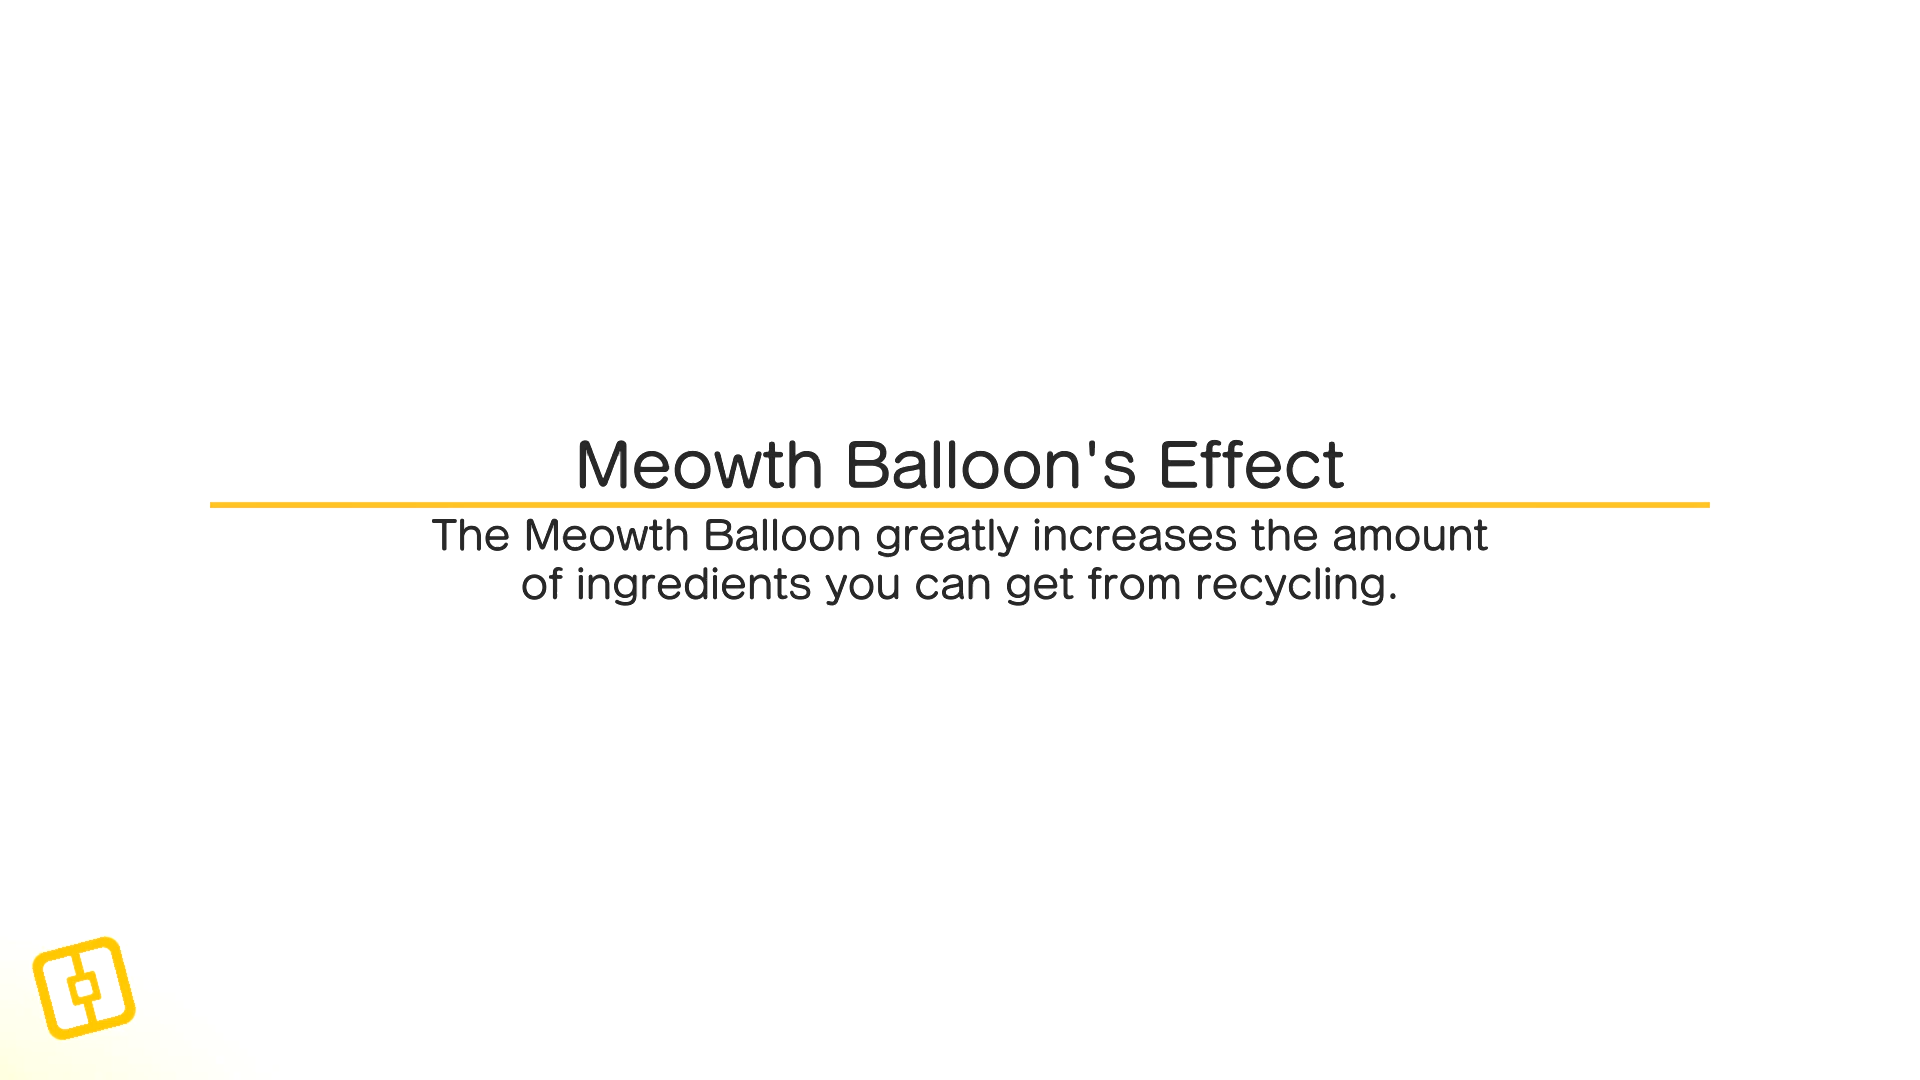 Meowth Balloon's Effect
The Meowth Balloon greatly increases the amount
of ingredients you can get from recycling.